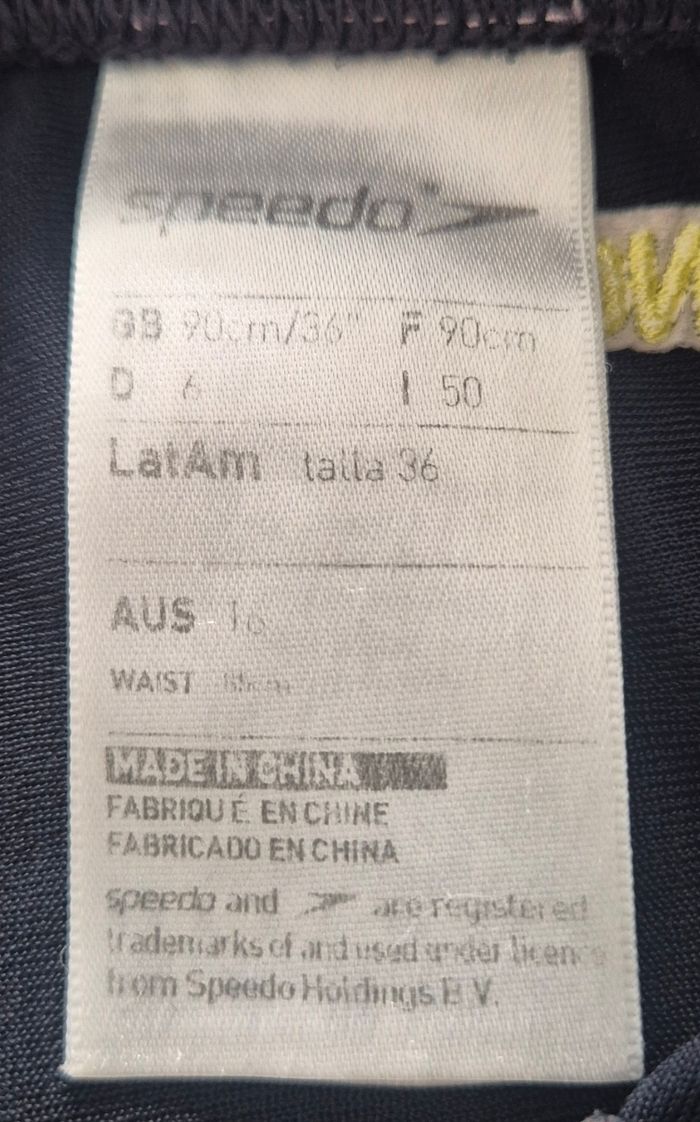 speedo
GB 90cm/36" F 90cm
D 6 I 50
LatAm talla 36
AUS 16
WAIST
MADE IN CHINA
FABRIQUÉ EN CHINE
FABRICADO EN CHINA
speedo and are registered
trademarks of and used under licence
from Speedo Holdings B.V.